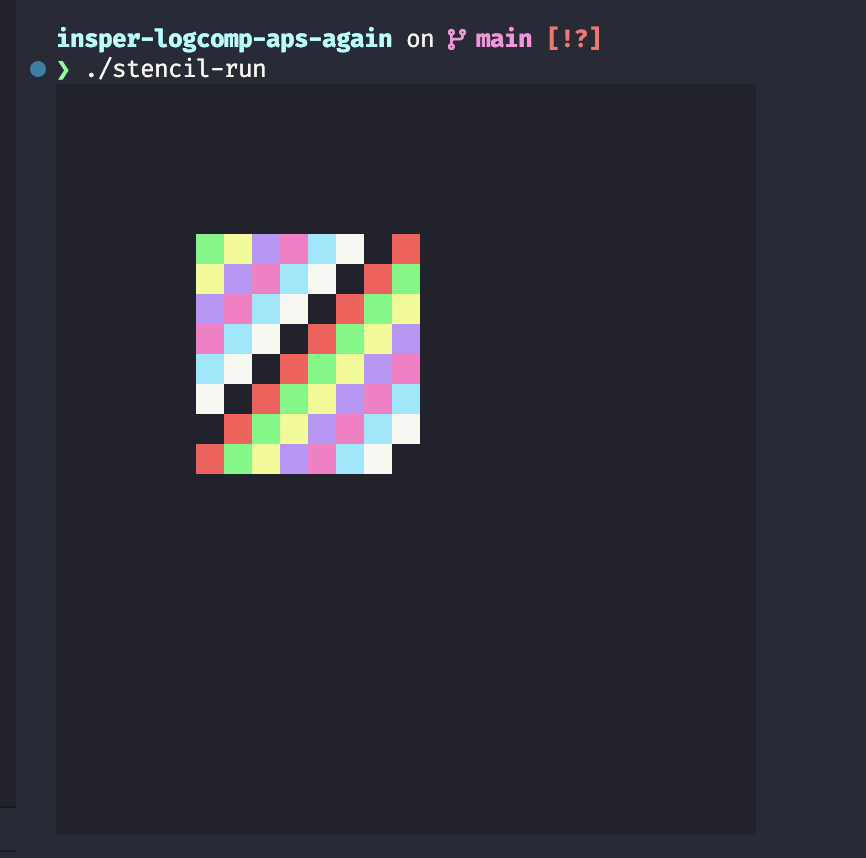 insper-logcomp-aps-again on main [!?]
❯ ./stencil-run